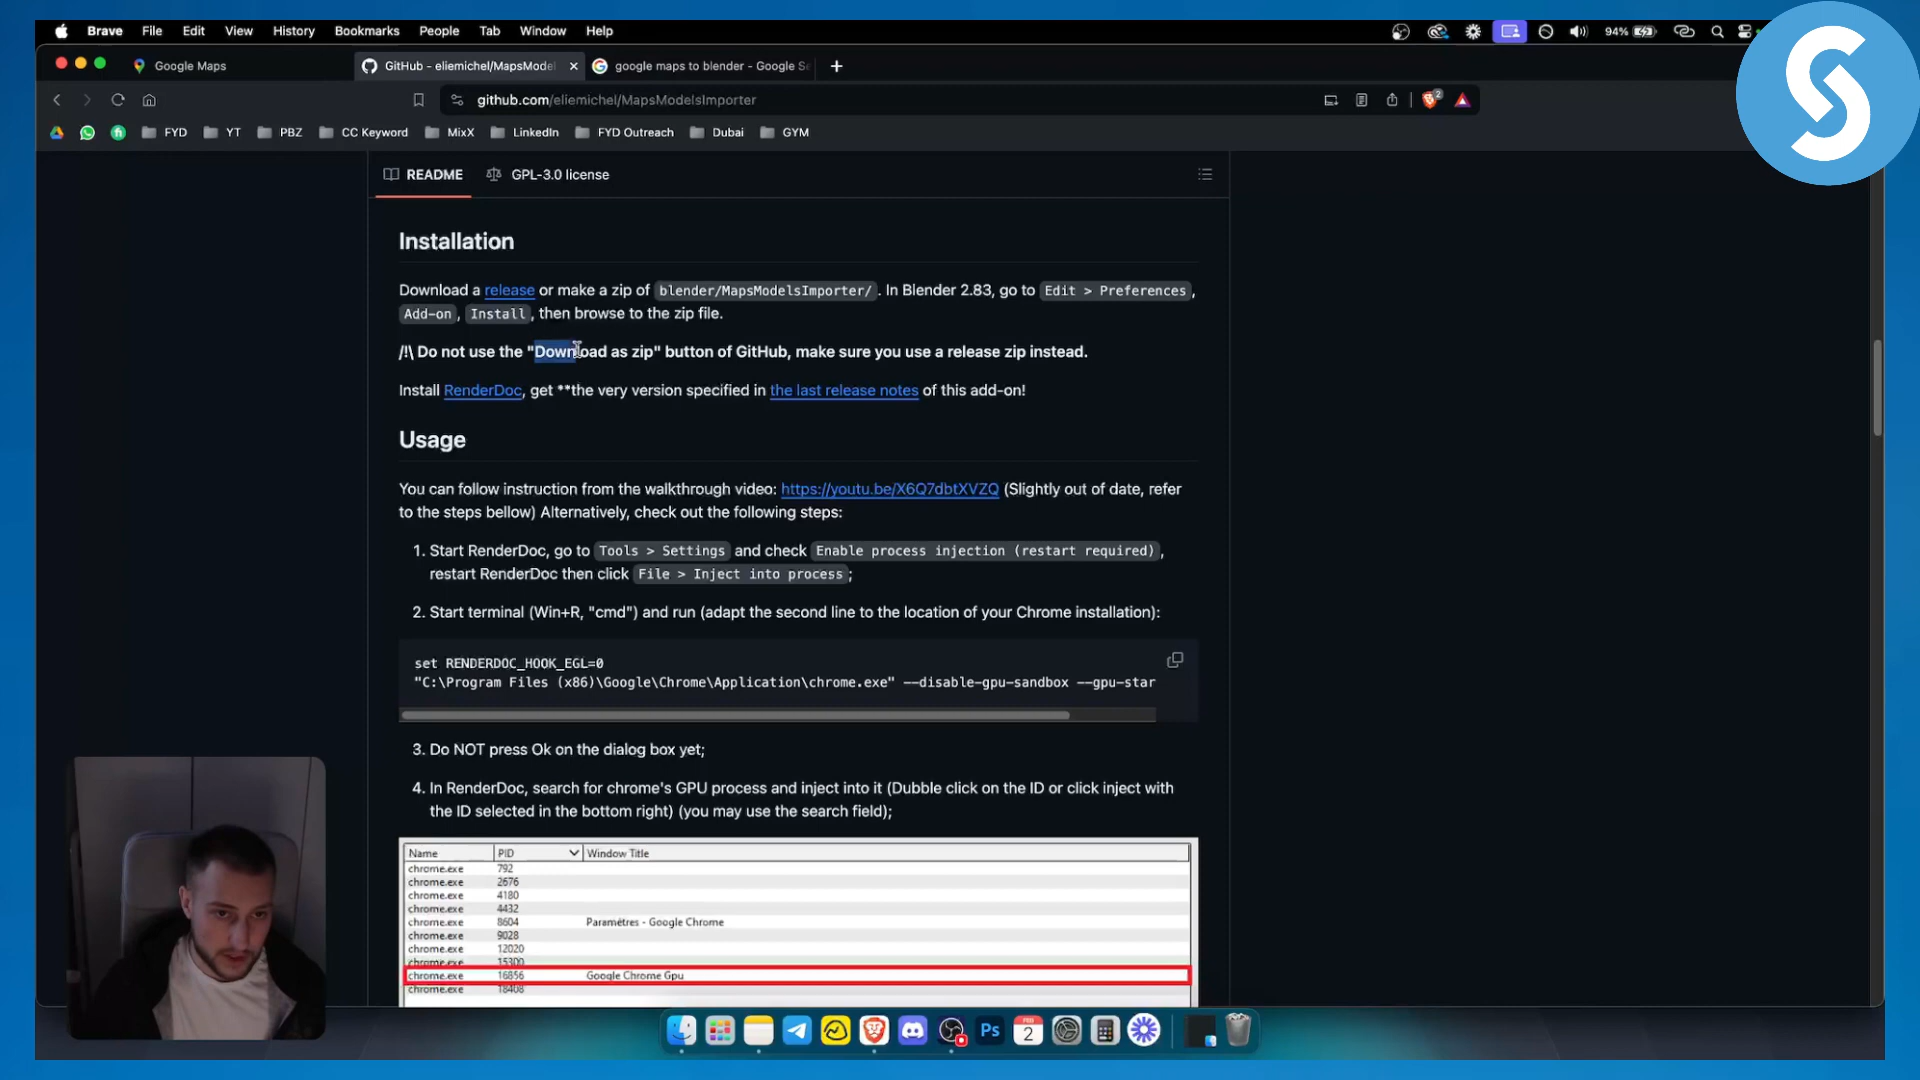 Brave File Edit View History Bookmarks People Tab Window Help 94%
Google Maps GitHub - eliemichel/MapsModel google maps to blender - Google Se
github.com/eliemichel/MapsModelsImporter 2
FYD YT PBZ CC Keyword MixX LinkedIn FYD Outreach Dubai GYM
README GPL-3.0 license
Installation
Download a release or make a zip of blender/MapsModelsImporter/. In Blender 2.83, go to Edit > Preferences,
Add-on, Install, then browse to the zip file.
/!\ Do not use the "Download as zip" button of GitHub, make sure you use a release zip instead.
Install RenderDoc, get **the very version specified in the last release notes of this add-on!
Usage
You can follow instruction from the walkthrough video: https://youtu.be/X6Q7dbtXVZQ (Slightly out of date, refer
to the steps bellow) Alternatively, check out the following steps:
1. Start RenderDoc, go to Tools > Settings and check Enable process injection (restart required),
restart RenderDoc then click File > Inject into process;
2. Start terminal (Win+R, "cmd") and run (adapt the second line to the location of your Chrome installation):
set RENDERDOC_HOOK_EGL=0
"C:\Program Files (x86)\Google\Chrome\Application\chrome.exe" --disable-gpu-sandbox --gpu-star
3. Do NOT press Ok on the dialog box yet;
4. In RenderDoc, search for chrome's GPU process and inject into it (Dubble click on the ID or click inject with
the ID selected in the bottom right) (you may use the search field);
Name PID Window Title
chrome.exe 792
chrome.exe 2676
chrome.exe 4180
chrome.exe 4432
chrome.exe 8604 Paramètres - Google Chrome
chrome.exe 9028
chrome.exe 12020
chrome.exe 15300
chrome.exe 16856 Google Chrome Gpu
chrome.exe 18408
Ps 2